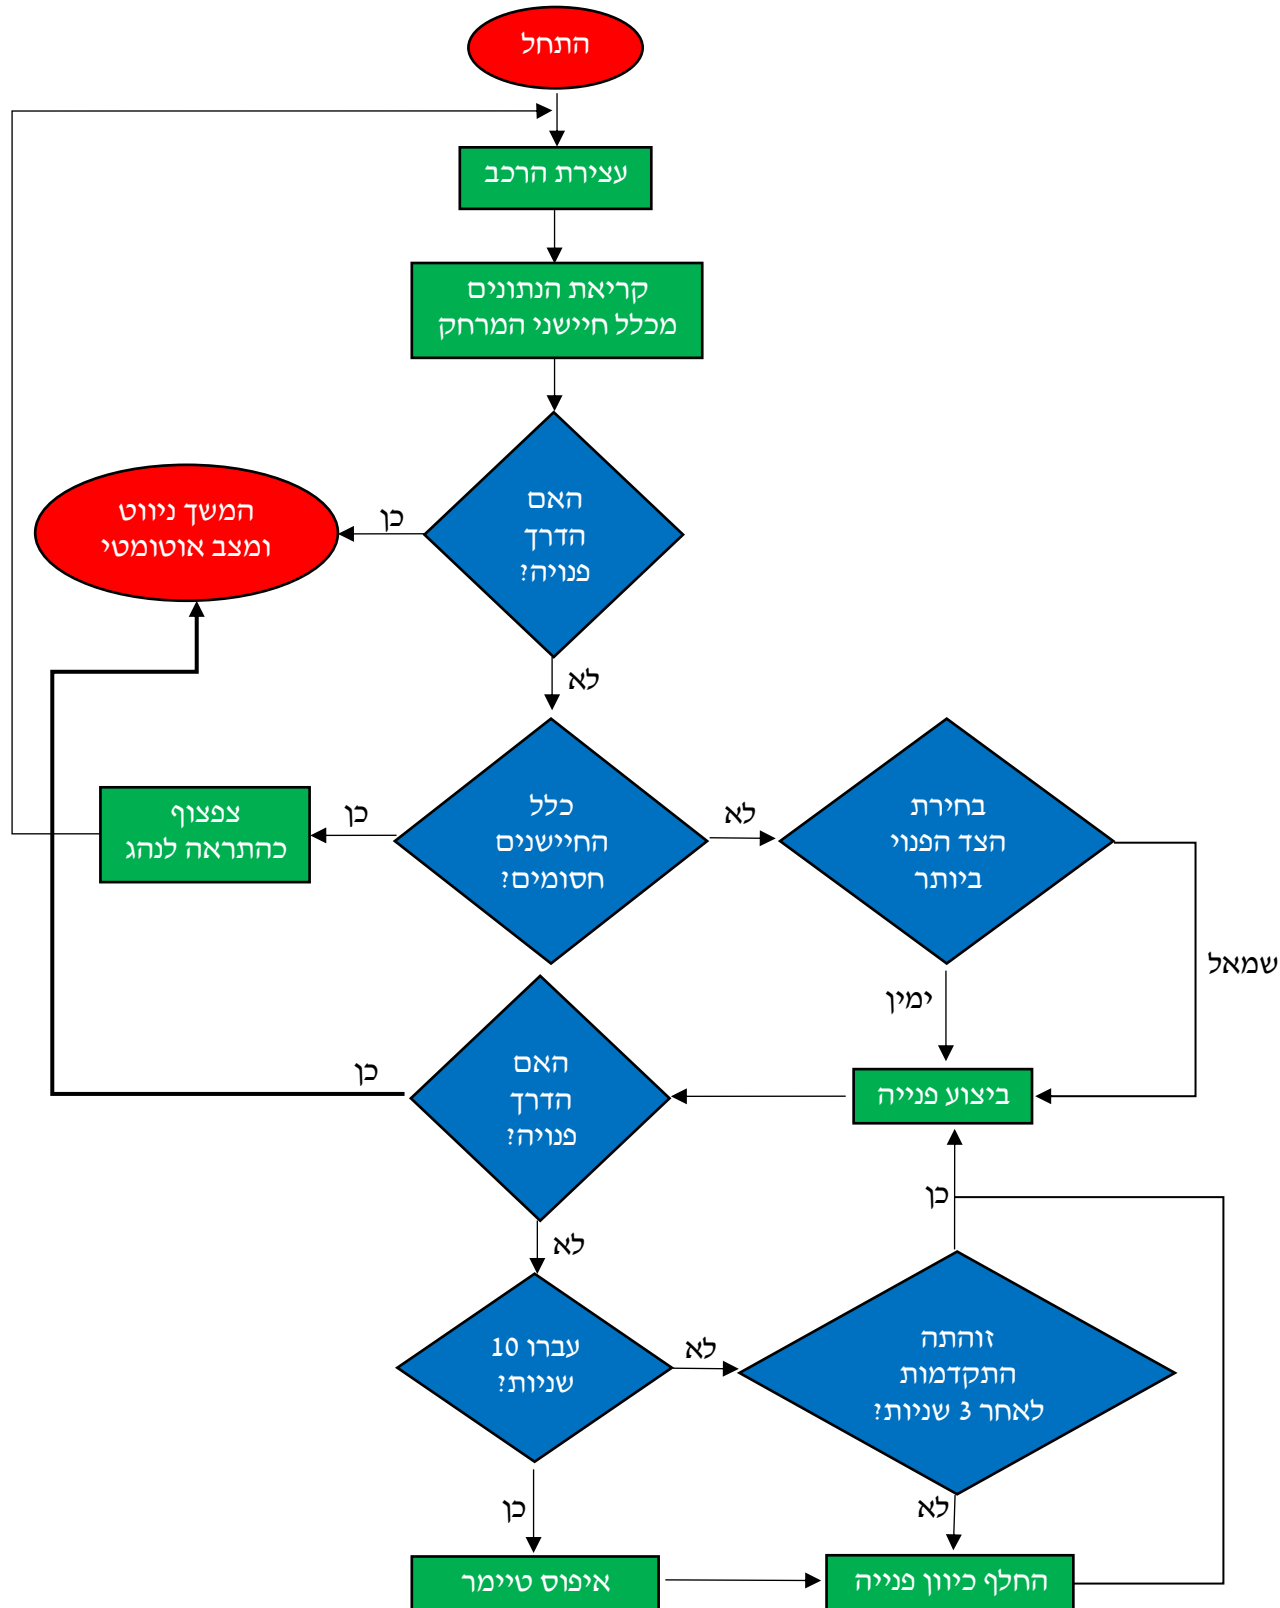 התחל
עצירת הרכב
קריאת הנתונים
מכלל חיישני המרחק
האם
הדרך
פנויה?
כן
המשך ניווט
ומצב אוטומטי
לא
כלל
החיישנים
חסומים?
כן
צפצוף
כהתראה לנהג
לא
בחירת
הצד הפנוי
ביותר
שמאל
ימין
ביצוע פנייה
האם
הדרך
פנויה?
כן
לא
עברו 10
שניות?
לא
זוהתה
התקדמות
לאחר 3 שניות?
כן
לא
כן
איפוס טיימר
החלף כיוון פנייה